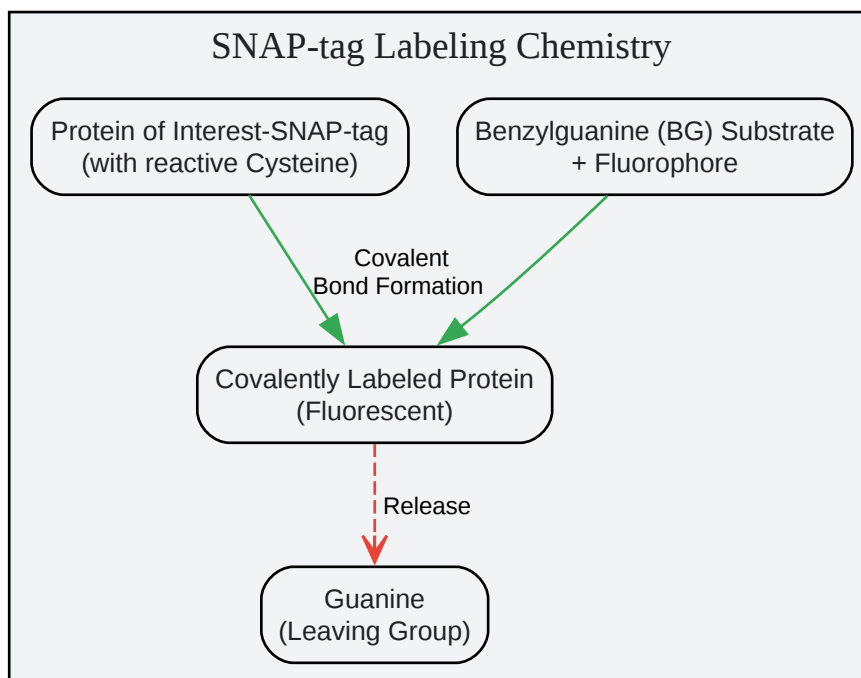 SNAP-tag Labeling Chemistry
Protein of Interest-SNAP-tag
(with reactive Cysteine)
Benzylguanine (BG) Substrate
+ Fluorophore
Covalent
Bond Formation
Covalently Labeled Protein
(Fluorescent)
Release
Guanine
(Leaving Group)